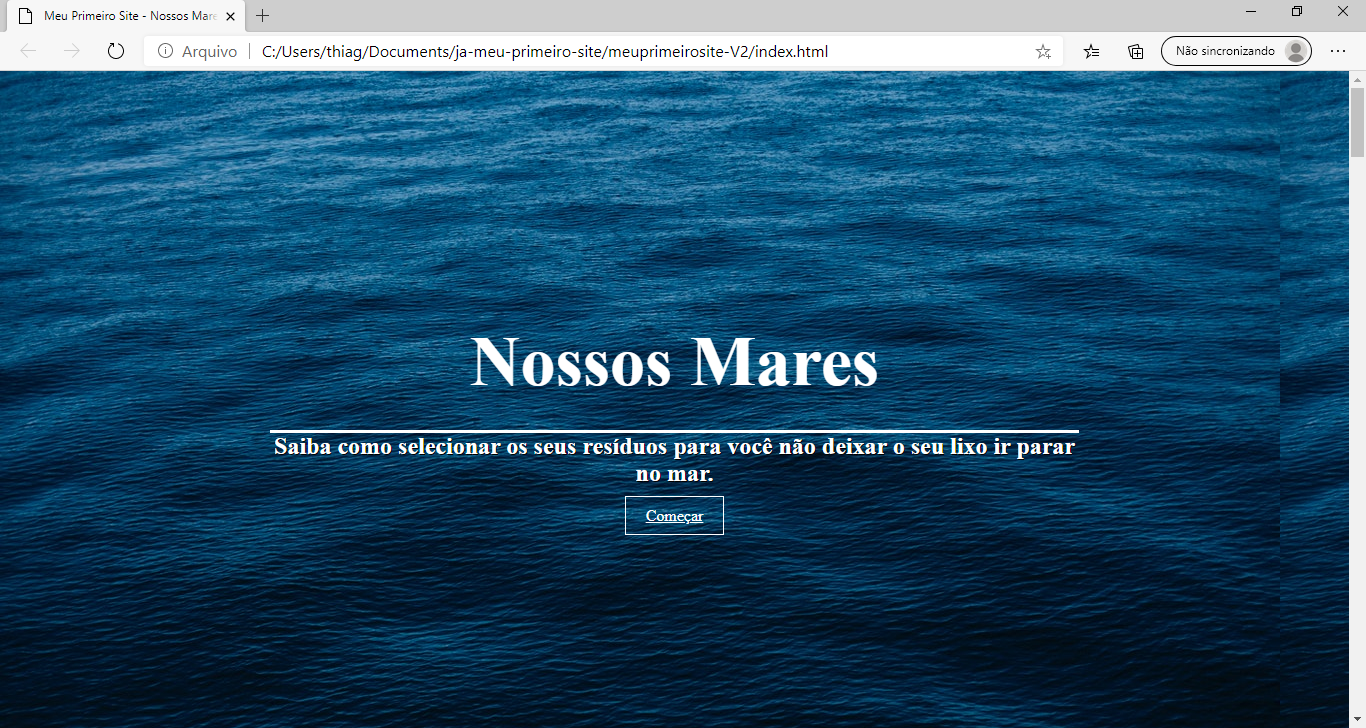 Meu Primeiro Site - Nossos Mare
Arquivo
C:/Users/thiag/Documents/ja-meu-primeiro-site/meuprimeirosite-V2/index.html
Não sincronizando
Nossos Mares
Saiba como selecionar os seus resíduos para você não deixar o seu lixo ir parar
no mar.
Começar